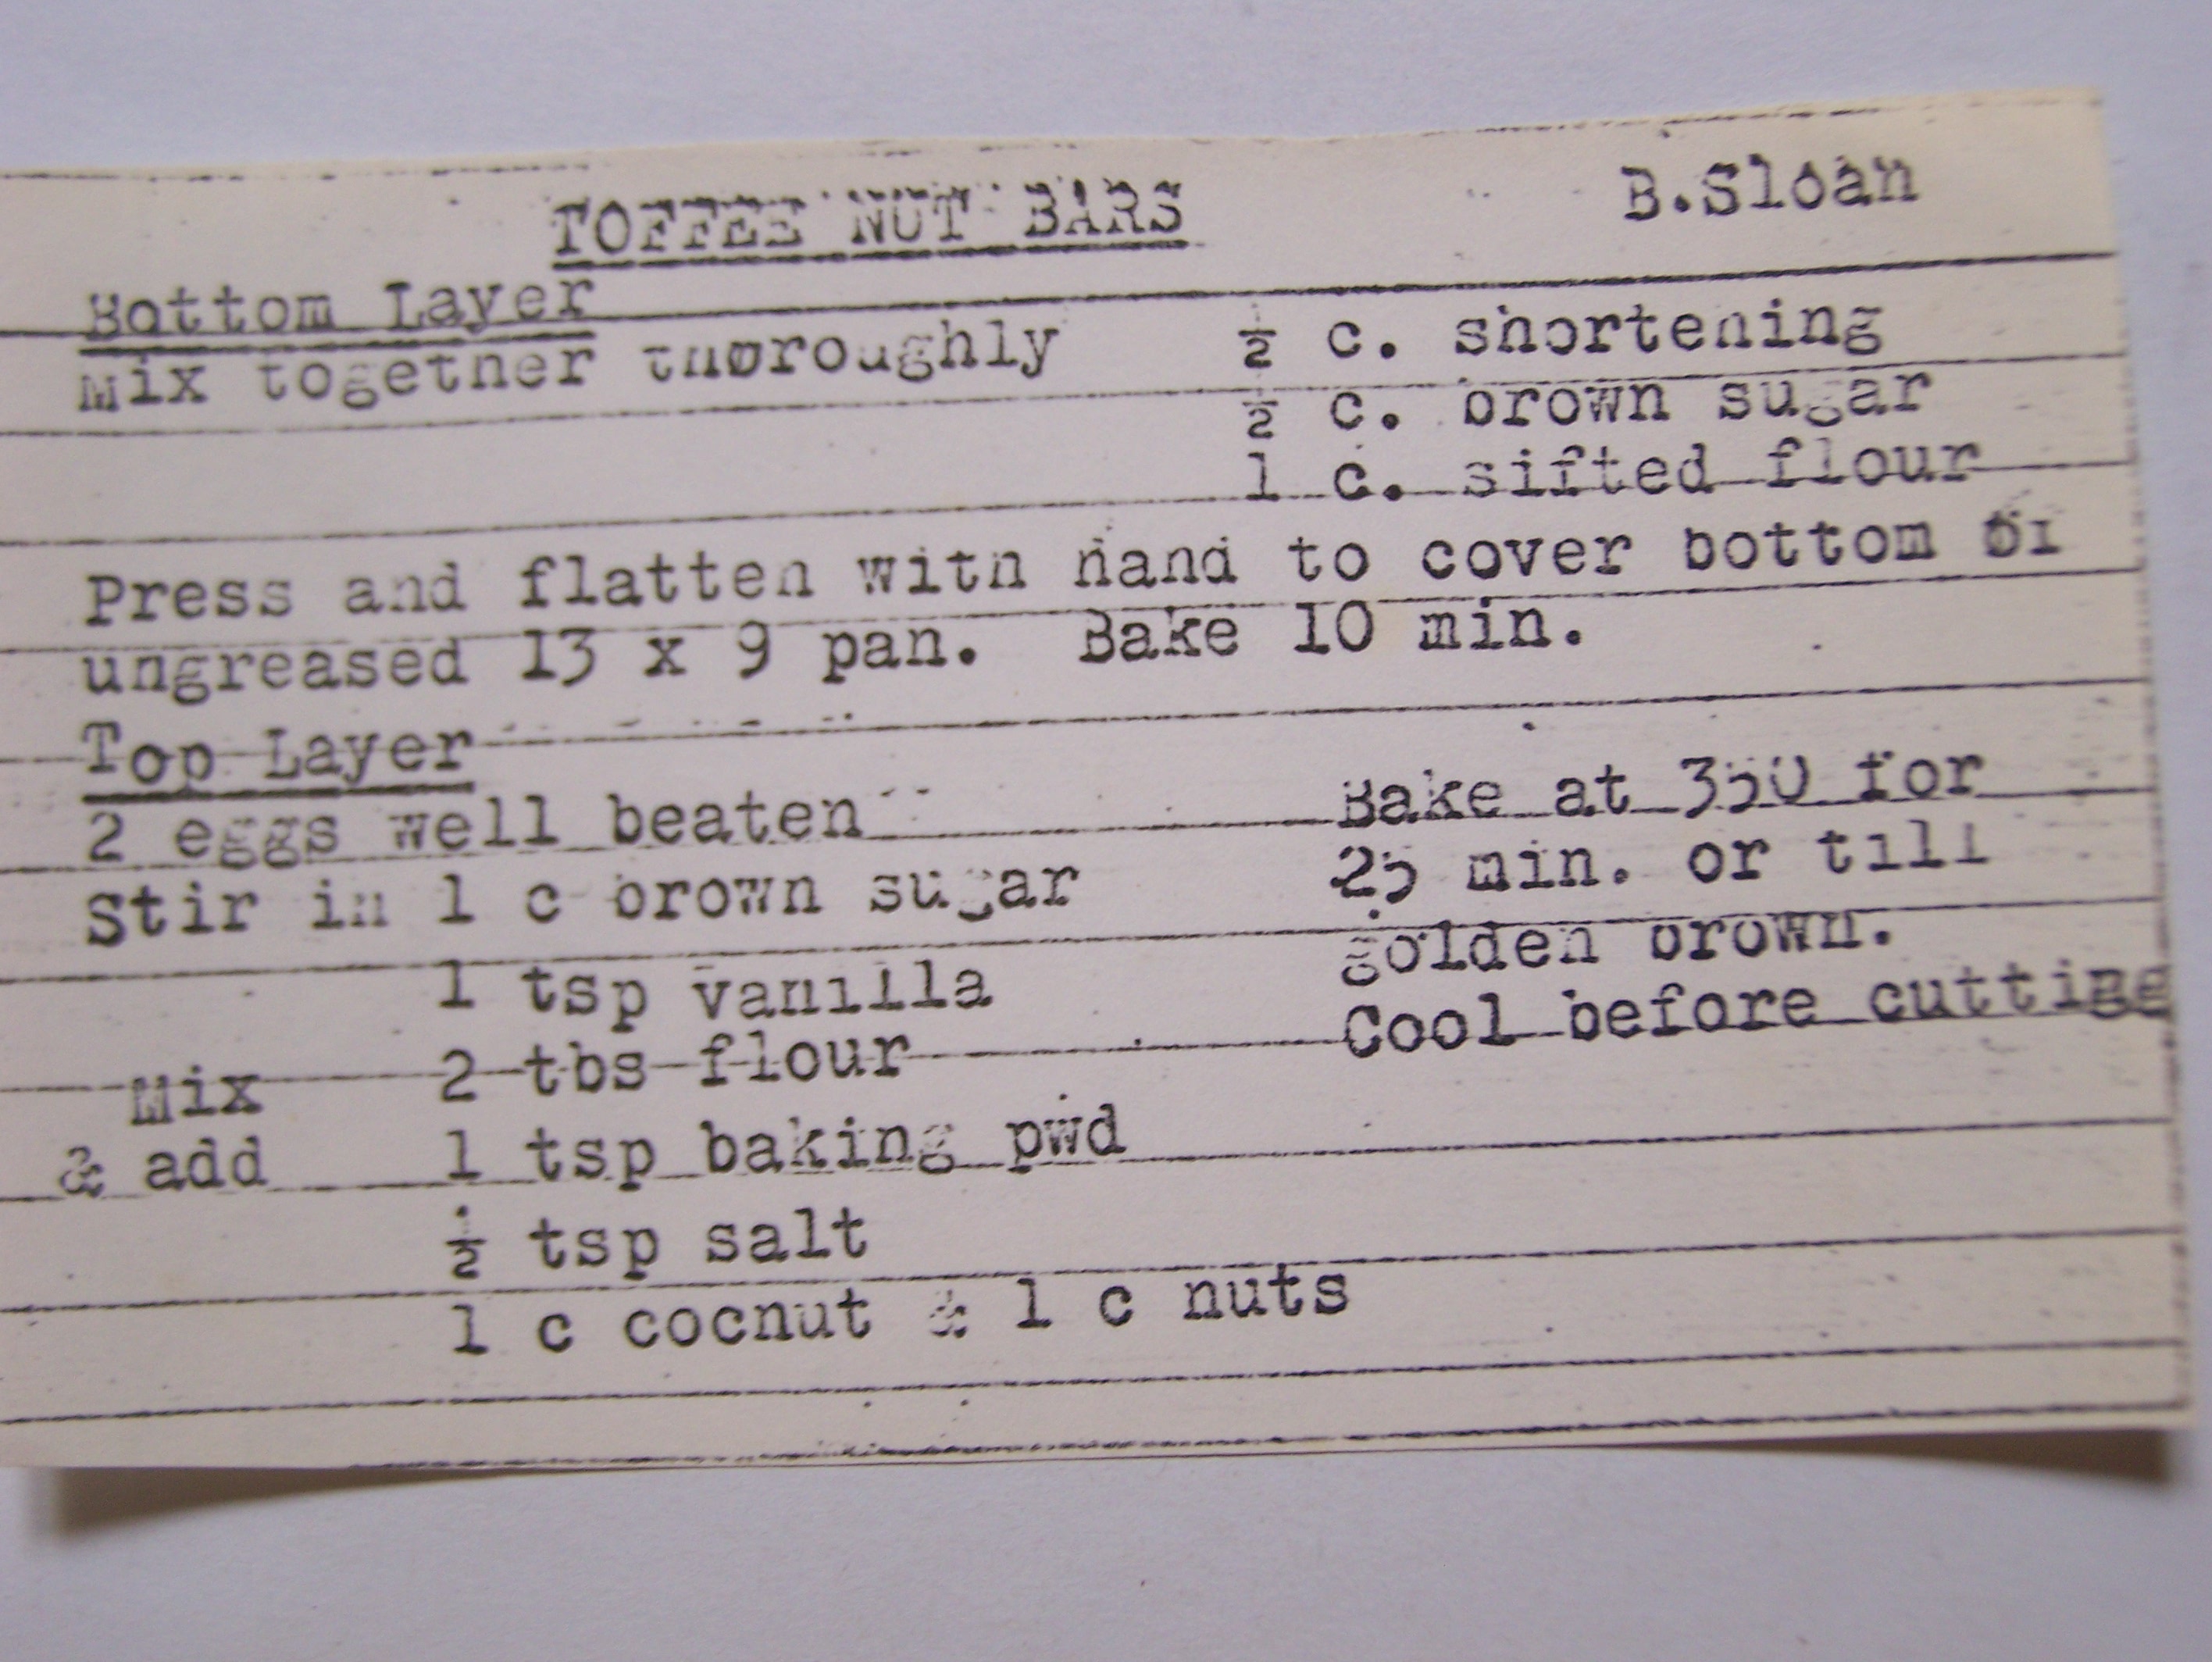 TOFFEE NUT BARS B.Sloan
Bottom Layer
Mix together thoroughly ½ c. shortening
½ c. brown sugar
1 c. sifted flour
Press and flatten with hand to cover bottom of
ungreased 13 x 9 pan. Bake 10 min.
Top Layer
2 eggs well beaten Bake at 350 for
Stir in 1 c brown sugar 25 min. or till
1 tsp vanilla golden brown.
Mix 2 tbs flour Cool before cutting
& add 1 tsp baking pwd
½ tsp salt
1 c cocnut & 1 c nuts